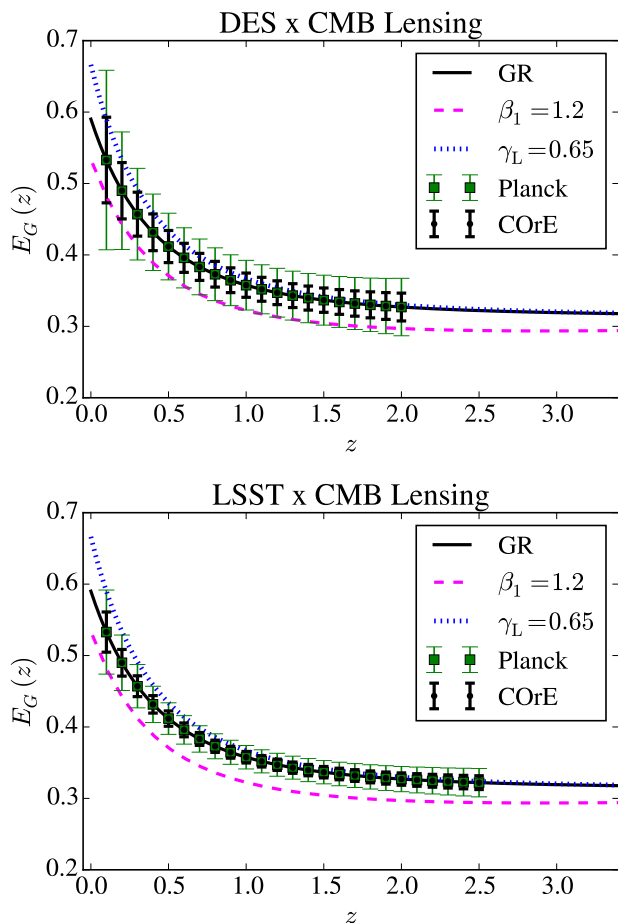 DES x CMB Lensing
0.7
0.6
0.5
0.4
0.3
0.2
E_G(z)
GR
β₁=1.2
γ_L=0.65
Planck
COrE
0.0 0.5 1.0 1.5 2.0 2.5 3.0
z
LSST x CMB Lensing
0.7
0.6
0.5
0.4
0.3
0.2
E_G(z)
GR
β₁=1.2
γ_L=0.65
Planck
COrE
0.0 0.5 1.0 1.5 2.0 2.5 3.0
z